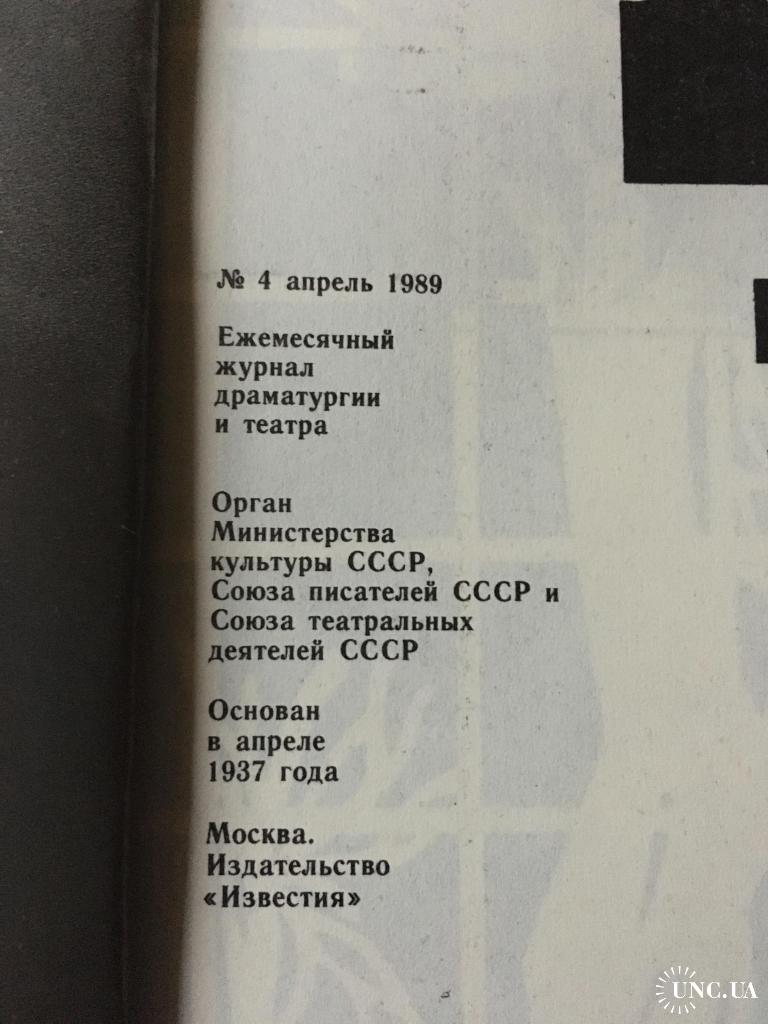 № 4 апрель 1989
Ежемесячный
журнал
драматургии
и театра
Орган
Министерства
культуры СССР,
Союза писателей СССР и
Союза театральных
деятелей СССР
Основан
в апреле
1937 года
Москва.
Издательство
«Известия»
UNC.UA